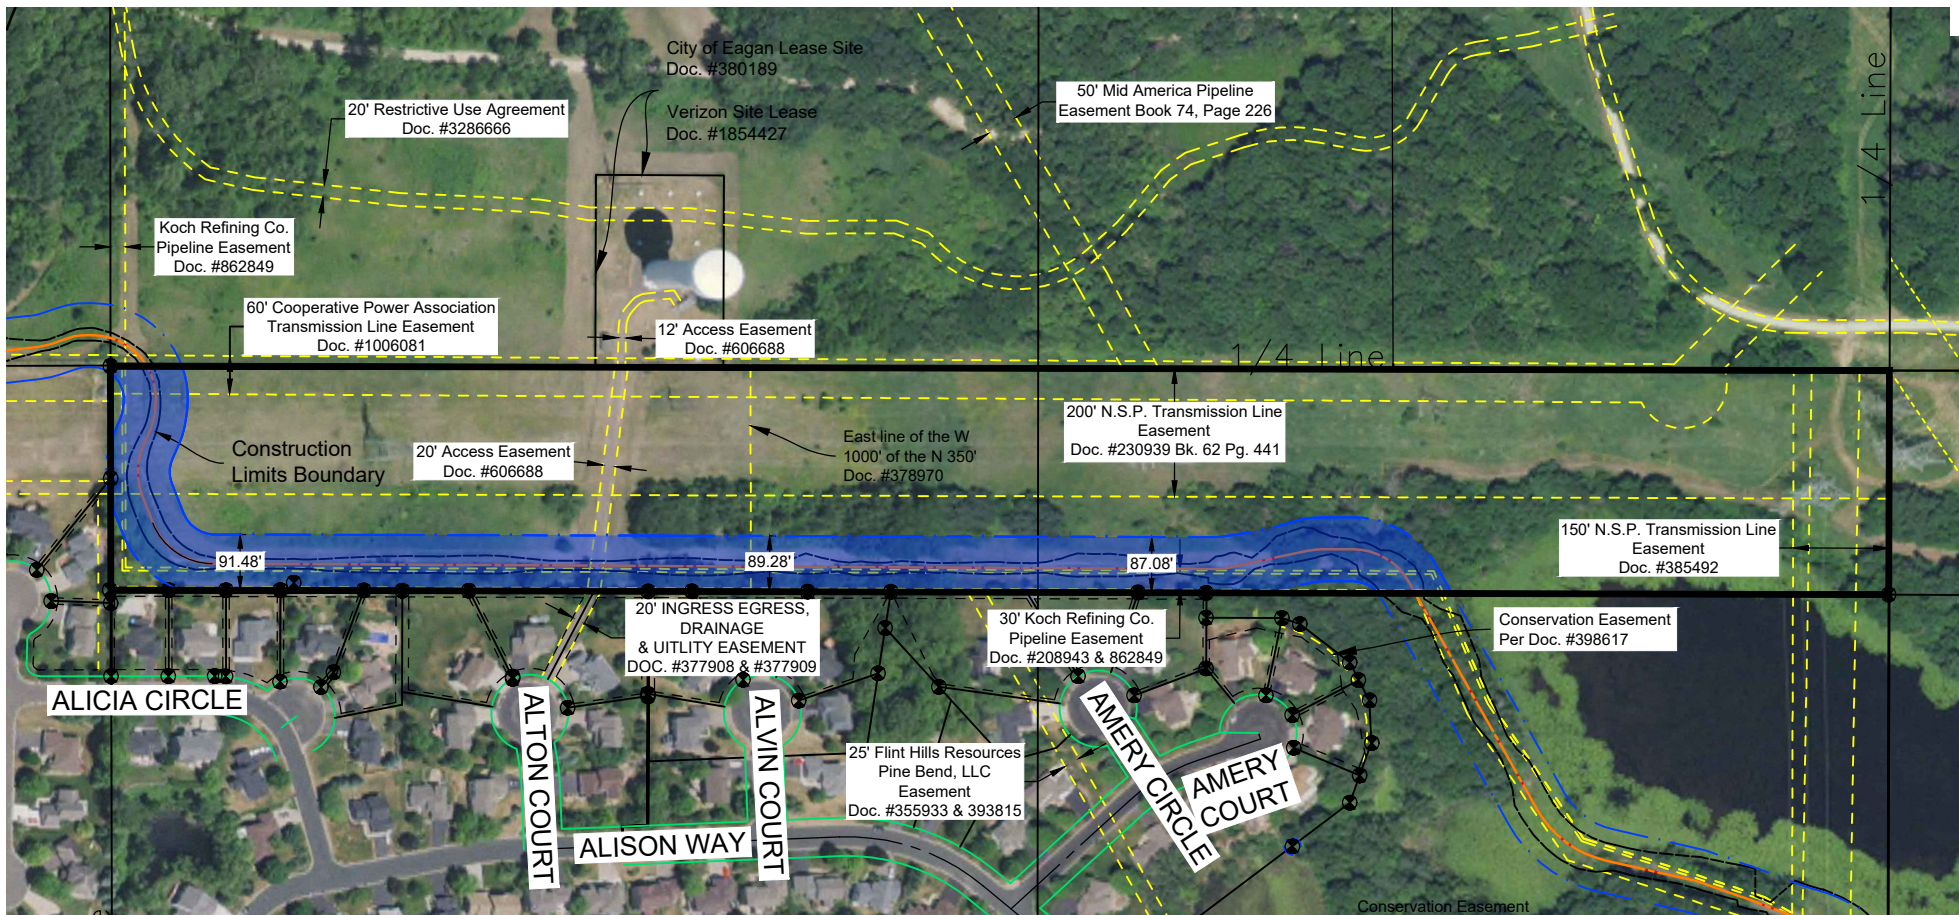 City of Eagan Lease Site
Doc. #380189
Verizon Site Lease
Doc. #1854427
50' Mid America Pipeline
Easement Book 74, Page 226
1/4 Line
20' Restrictive Use Agreement
Doc. #3286666
Koch Refining Co.
Pipeline Easement
Doc. #862849
60' Cooperative Power Association
Transmission Line Easement
Doc. #1006081
12' Access Easement
Doc. #606688
1/4 Line
Construction
Limits Boundary
20' Access Easement
Doc. #606688
East line of the W
1000' of the N 350'
Doc. #378970
200' N.S.P. Transmission Line
Easement
Doc. #230939 Bk. 62 Pg. 441
150' N.S.P. Transmission Line
Easement
Doc. #385492
91.48'
89.28'
87.08'
20' INGRESS EGRESS,
DRAINAGE
& UITLITY EASEMENT
DOC. #377908 & #377909
30' Koch Refining Co.
Pipeline Easement
Doc. #208943 & 862849
Conservation Easement
Per Doc. #398617
ALICIA CIRCLE
ALTON COURT
ALVIN COURT
25' Flint Hills Resources
Pine Bend, LLC
Easement
Doc. #355933 & 393815
AMERY CIRCLE
AMERY
COURT
ALISON WAY
Conservation Easement